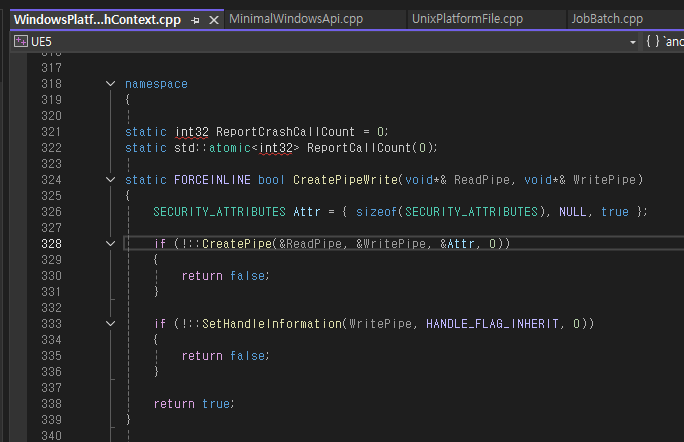 WindowsPlatf...hContext.cpp MinimalWindowsApi.cpp UnixPlatformFile.cpp JobBatch.cpp
UE5 { } `ano
317
318 namespace
319 {
320
321 static int32 ReportCrashCallCount = 0;
322 static std::atomic<int32> ReportCallCount(0);
323
324 static FORCEINLINE bool CreatePipeWrite(void*& ReadPipe, void*& WritePipe)
325 {
326 SECURITY_ATTRIBUTES Attr = { sizeof(SECURITY_ATTRIBUTES), NULL, true };
327
328 if (!::CreatePipe(&ReadPipe, &WritePipe, &Attr, 0))
329 {
330 return false;
331 }
332
333 if (!::SetHandleInformation(WritePipe, HANDLE_FLAG_INHERIT, 0))
334 {
335 return false;
336 }
337
338 return true;
339 }
340